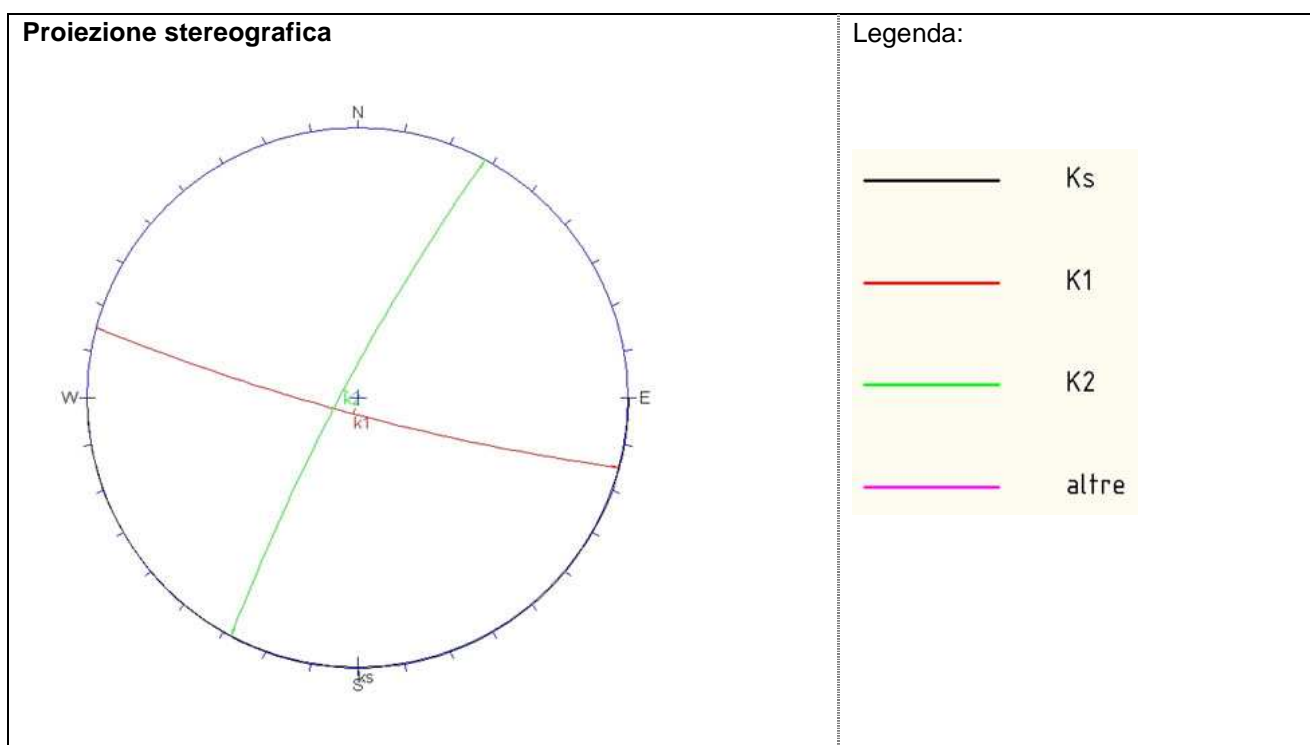 Proiezione stereografica
Legenda:
N
W
E
k2
k1
S
ks
Ks
K1
K2
altre